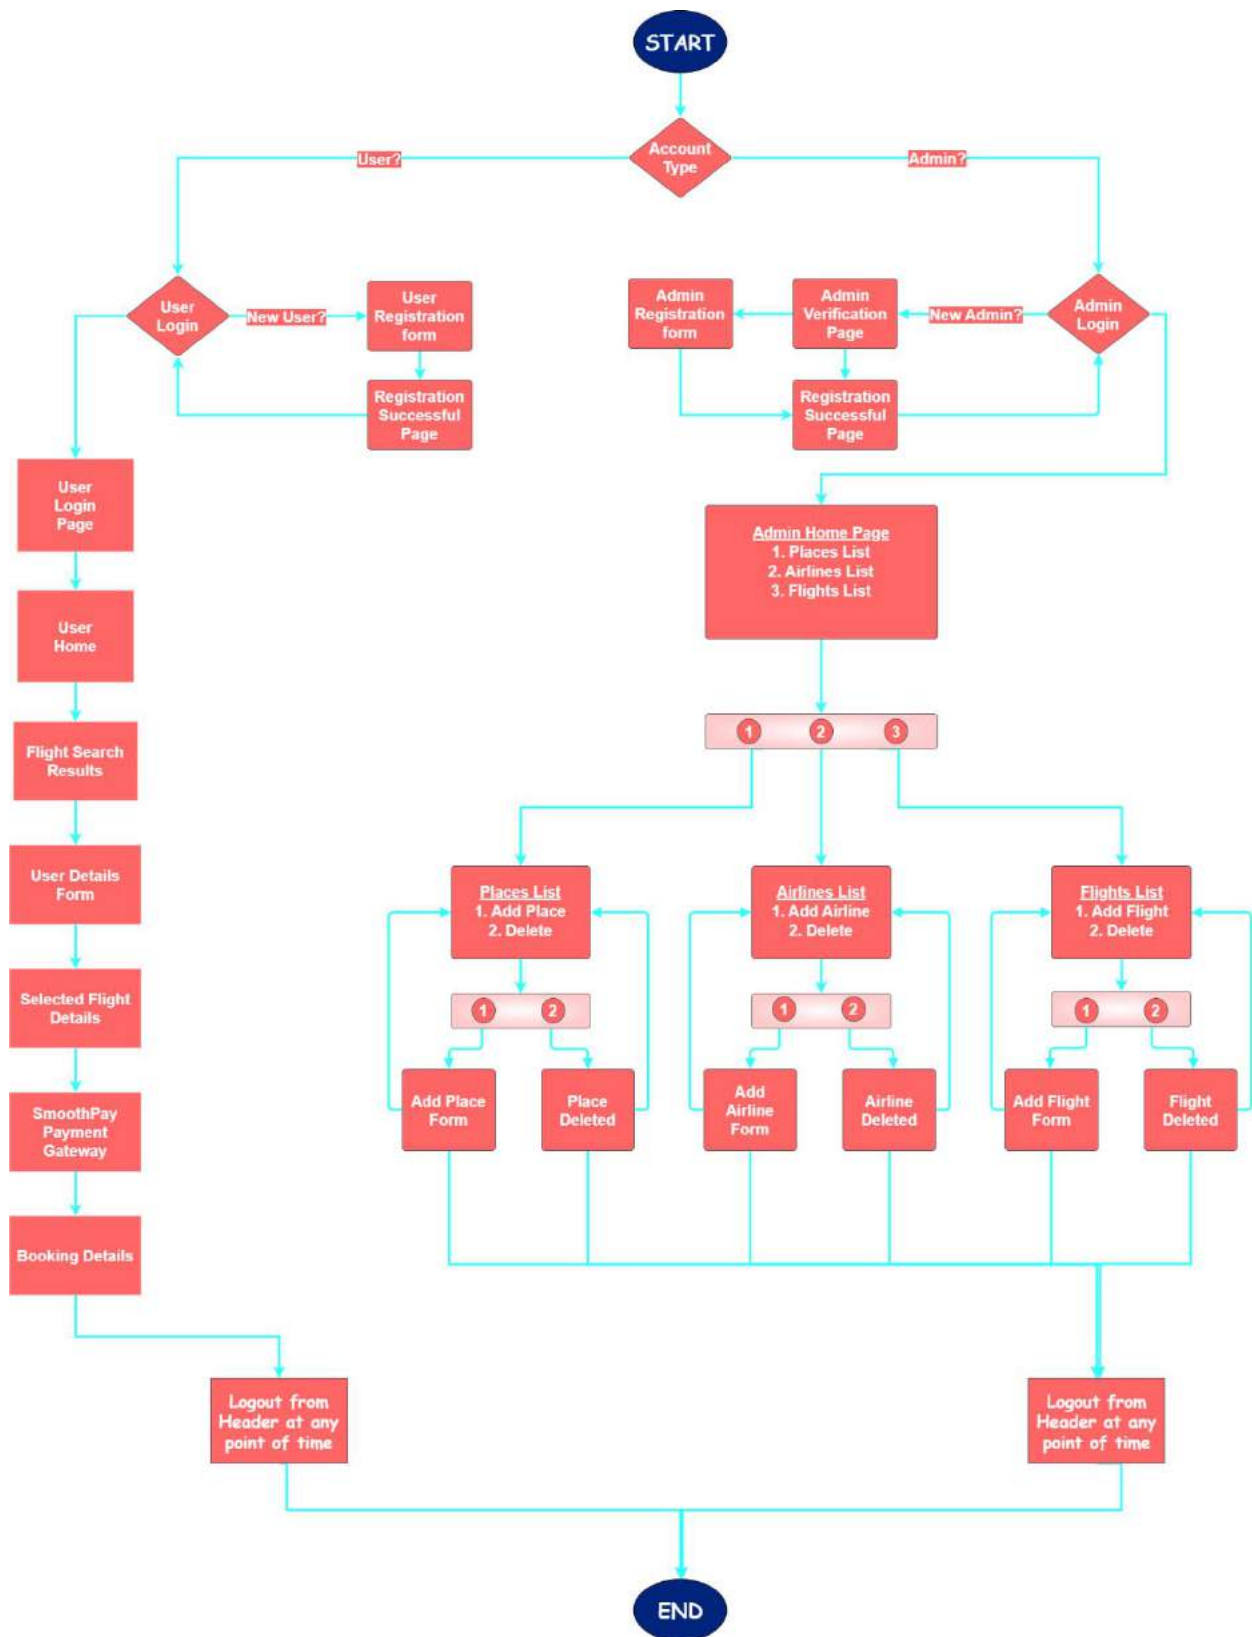 START
Account
Type
User?
Admin?
User
Login
New User?
User
Registration
form
Registration
Successful
Page
Admin
Registration
form
Admin
Verification
Page
New Admin?
Admin
Login
Registration
Successful
Page
User
Login
Page
User
Home
Flight Search
Results
User Details
Form
Selected Flight
Details
SmoothPay
Payment
Gateway
Booking Details
Admin Home Page
1. Places List
2. Airlines List
3. Flights List
1 2 3
Places List
1. Add Place
2. Delete
1 2
Add Place
Form
Place
Deleted
Airlines List
1. Add Airline
2. Delete
1 2
Add
Airline
Form
Airline
Deleted
Flights List
1. Add Flight
2. Delete
1 2
Add Flight
Form
Flight
Deleted
Logout from
Header at any
point of time
Logout from
Header at any
point of time
END